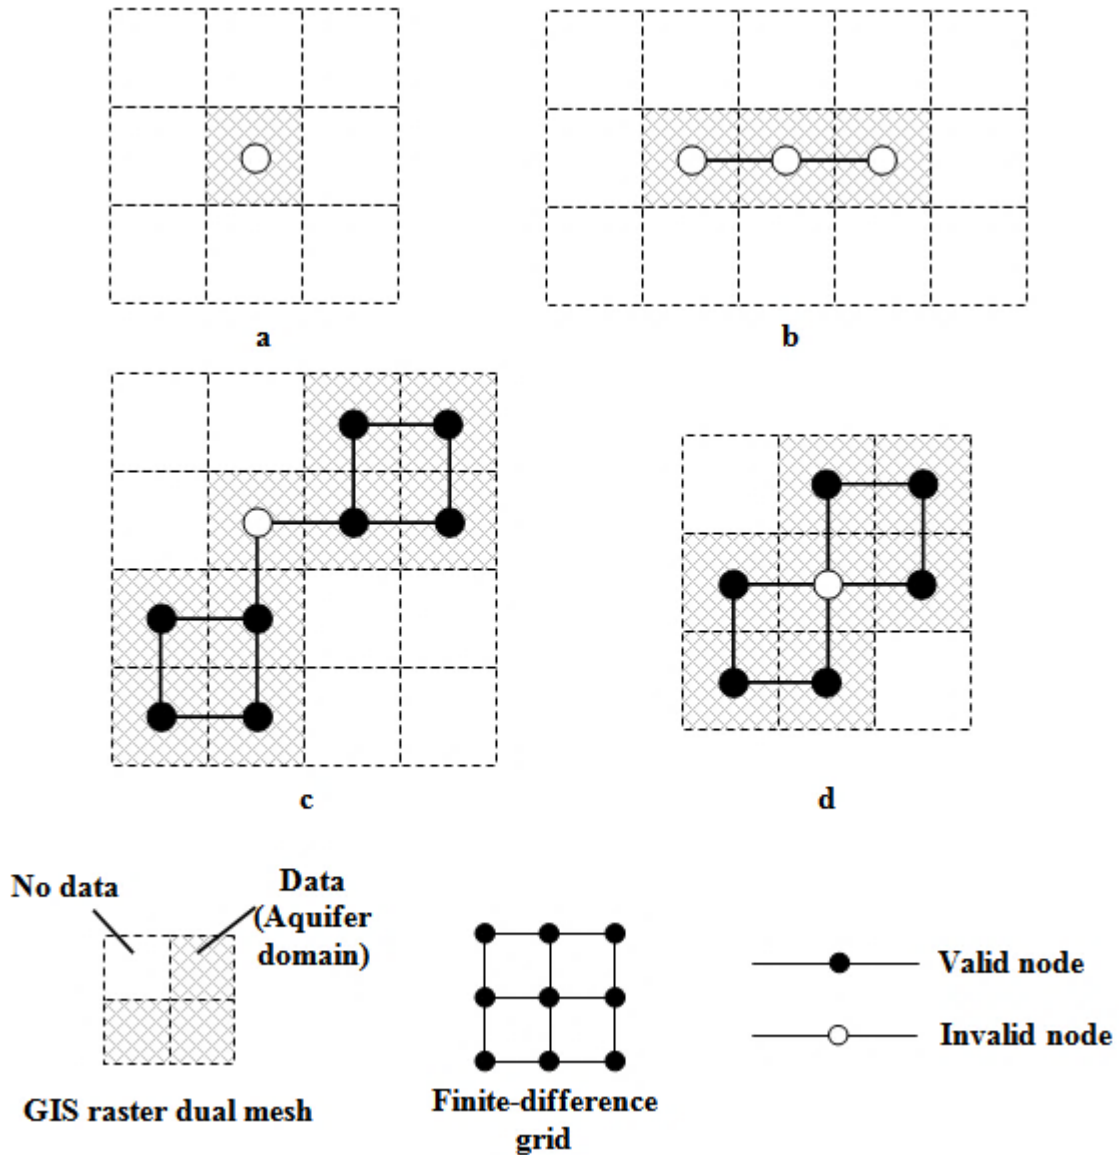 a
b
c
d
No data
Data
(Aquifer
domain)
GIS raster dual mesh
Finite-difference
grid
Valid node
Invalid node